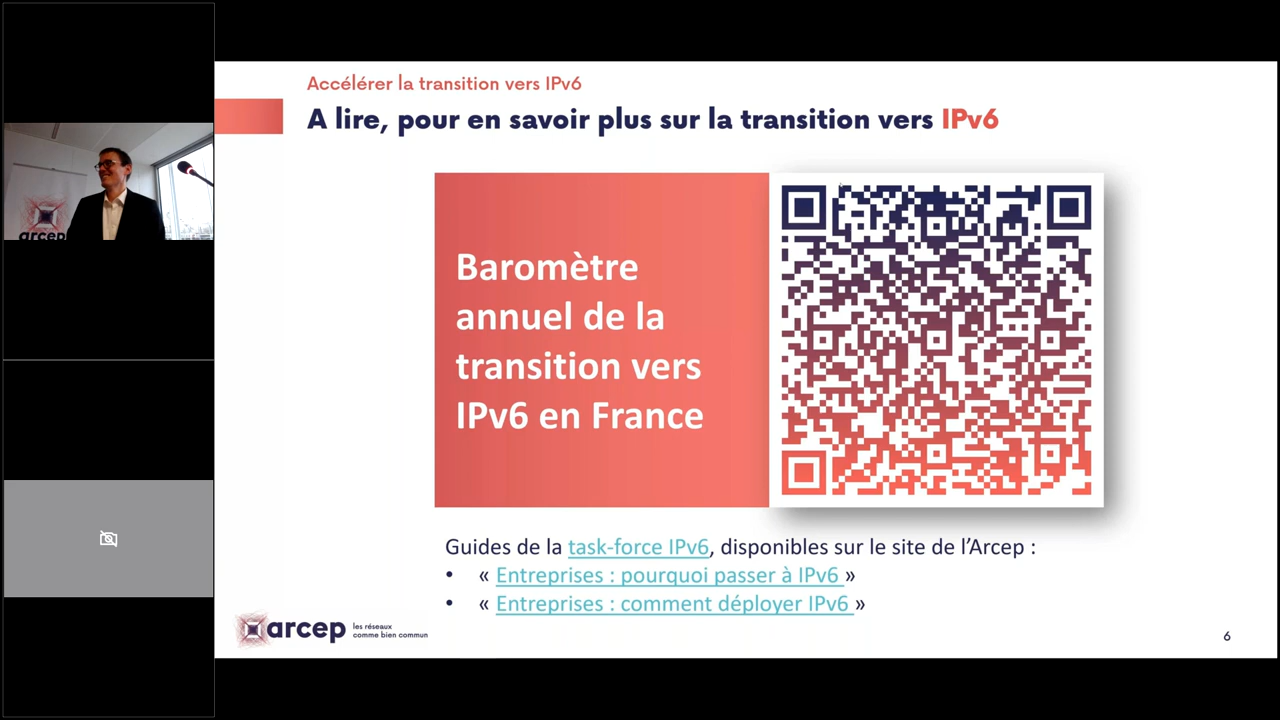 Accélérer la transition vers IPv6
A lire, pour en savoir plus sur la transition vers IPv6
Baromètre
annuel de la
transition vers
IPv6 en France
Guides de la task-force IPv6, disponibles sur le site de l’Arcep :
• « Entreprises : pourquoi passer à IPv6 »
• « Entreprises : comment déployer IPv6 »
arcep
les réseaux
comme bien commun
6
arcep